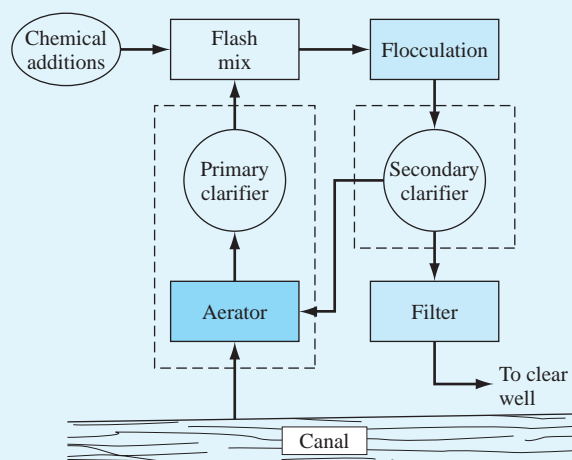 Chemical
additions
Flash
mix
Flocculation
Primary
clarifier
Secondary
clarifier
Aerator
Filter
To clear
well
Canal